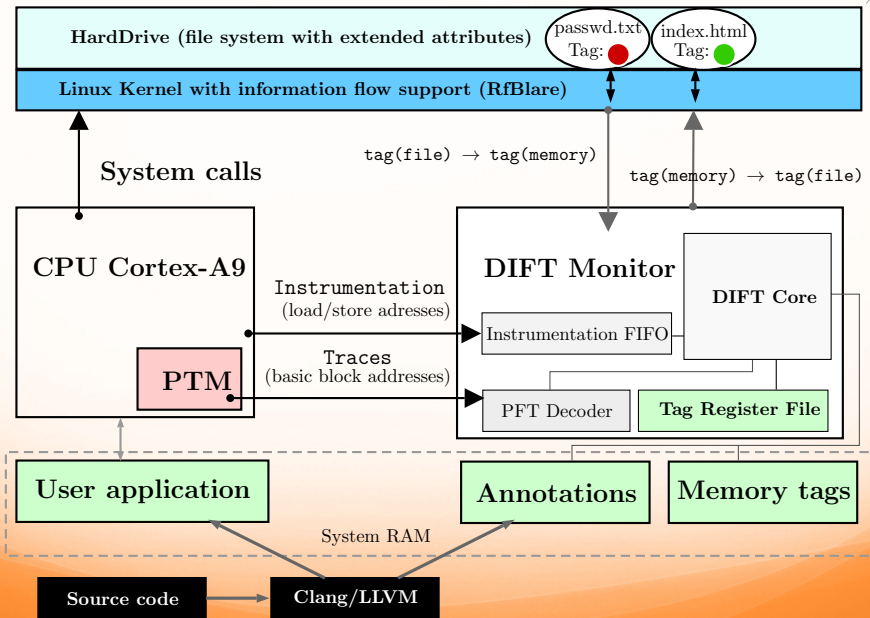 HardDrive (file system with extended attributes)
passwd.txt
Tag:
index.html
Tag:
Linux Kernel with information flow support (RfBlare)
System calls
tag(file) → tag(memory)
tag(memory) → tag(file)
CPU Cortex-A9
PTM
Instrumentation
(load/store adresses)
Traces
(basic block addresses)
DIFT Monitor
DIFT Core
Instrumentation FIFO
PFT Decoder
Tag Register File
User application
Annotations
Memory tags
System RAM
Source code
Clang/LLVM